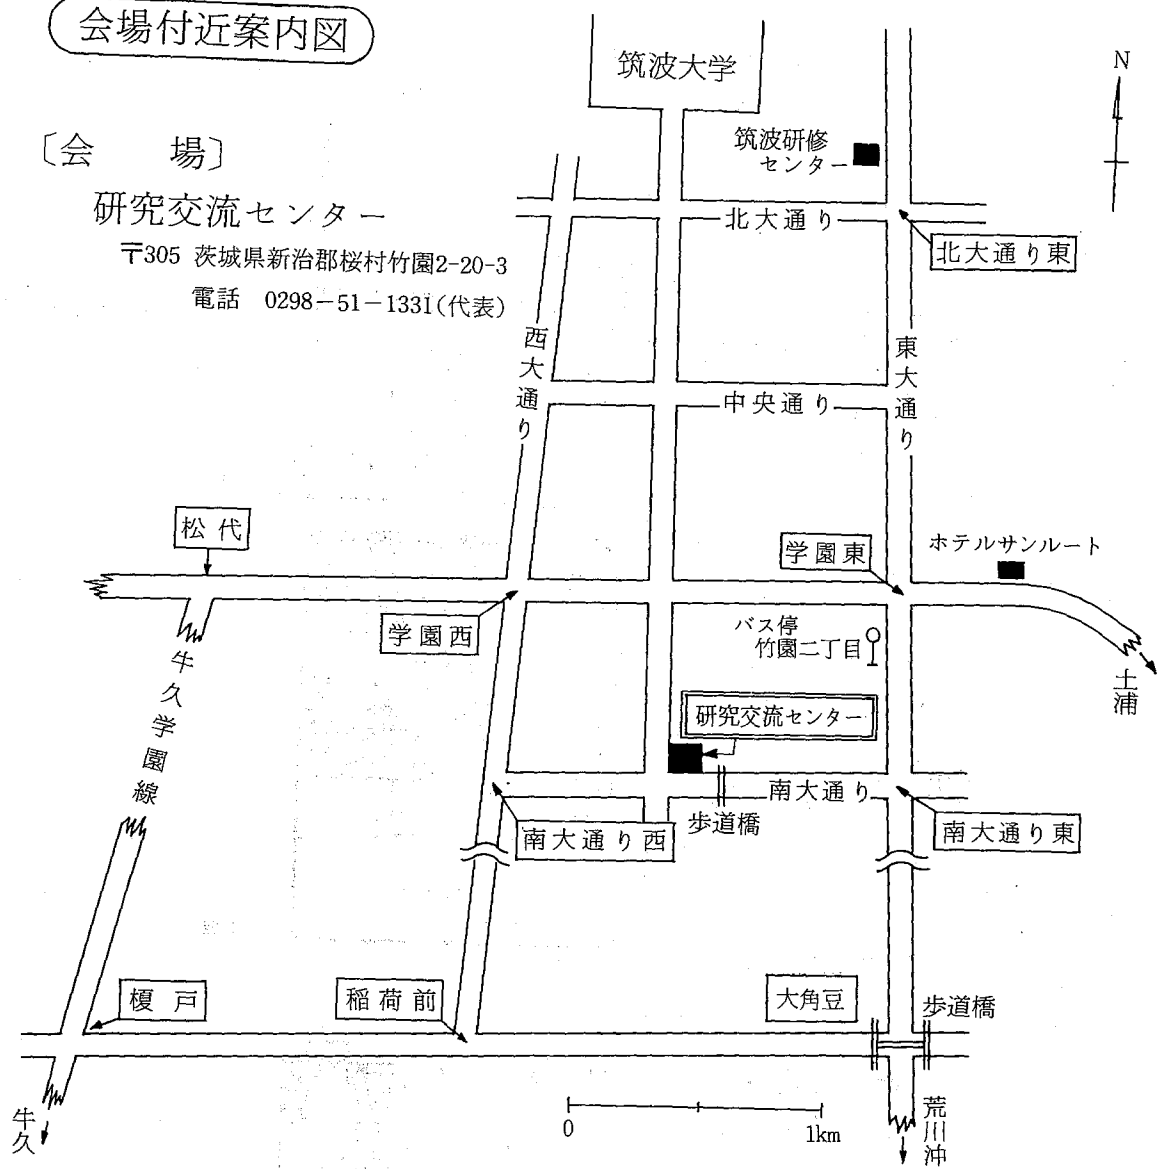 会場付近案内図
〔会　場〕
研究交流センター
〒305 茨城県新治郡桜村竹園2-20-3
電話　0298-51-1331(代表)
筑波大学
N
筑波研修
センター
北大通り
北大通り東
西大通り
東大通り
中央通り
松代
学園東
ホテルサンルート
学園西
バス停
竹園二丁目
土浦
牛久学園線
研究交流センター
南大通り
歩道橋
南大通り西
南大通り東
榎戸
稲荷前
大角豆
歩道橋
牛久
0
1km
荒川沖